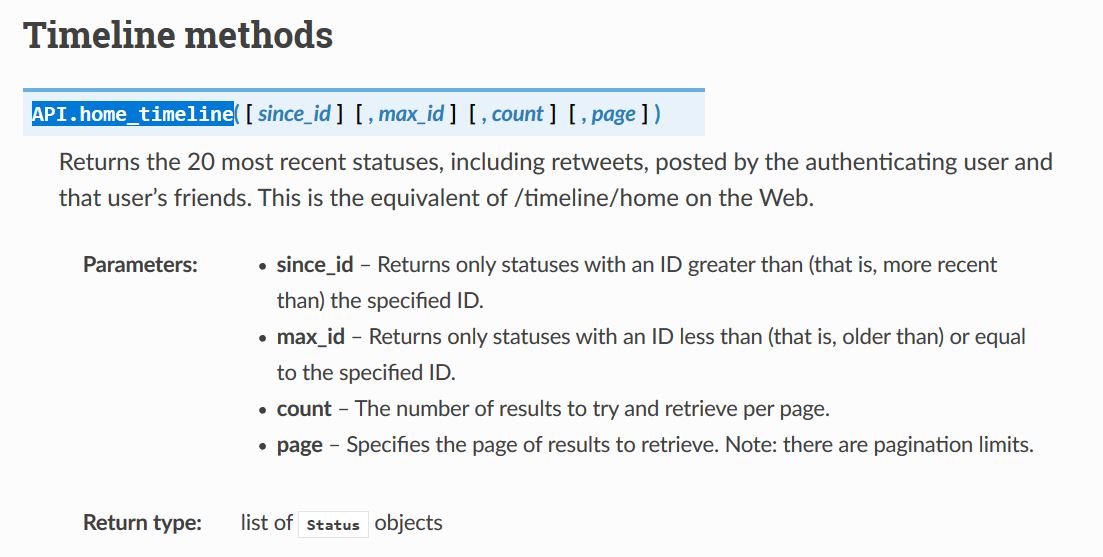 Timeline methods
API.home_timeline([since_id] [, max_id] [, count] [, page])
Returns the 20 most recent statuses, including retweets, posted by the authenticating user and
that user’s friends. This is the equivalent of /timeline/home on the Web.
Parameters:
• since_id – Returns only statuses with an ID greater than (that is, more recent
than) the specified ID.
• max_id – Returns only statuses with an ID less than (that is, older than) or equal
to the specified ID.
• count – The number of results to try and retrieve per page.
• page – Specifies the page of results to retrieve. Note: there are pagination limits.
Return type: list of Status objects